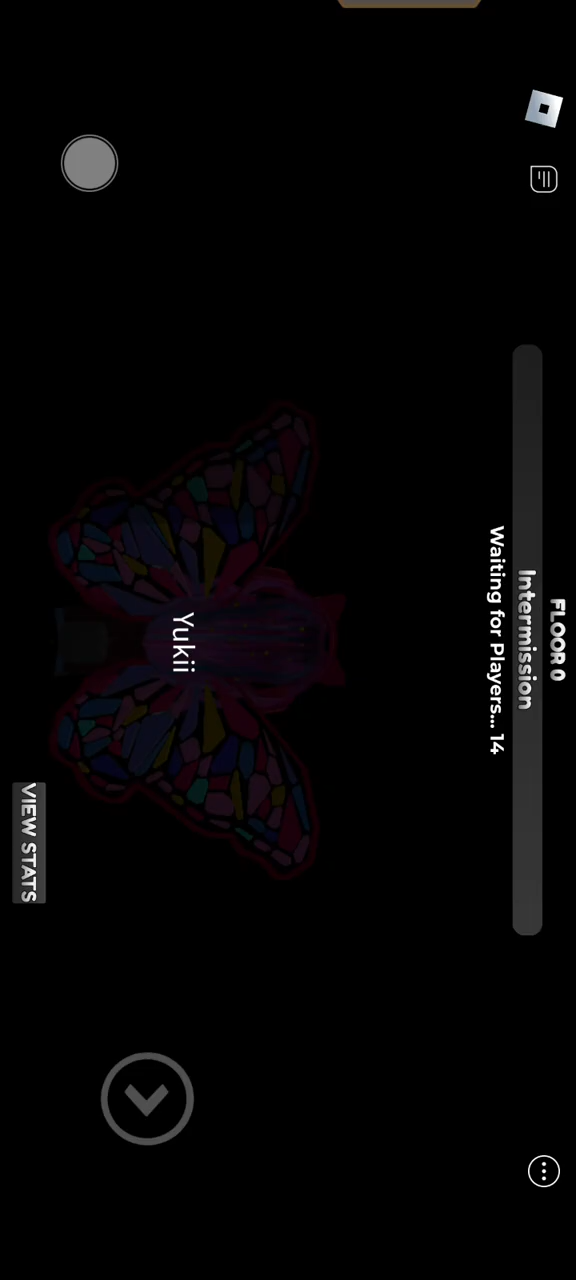 FLOOR 0
Intermission
Waiting for Players... 14
Yukii
VIEW STATS